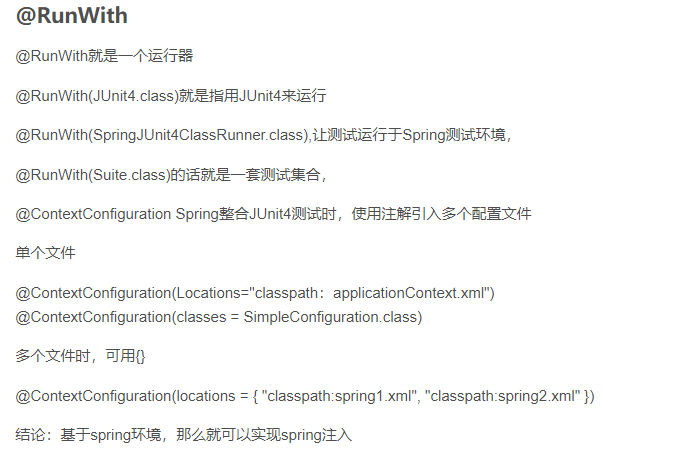 @RunWith
@RunWith就是一个运行器
@RunWith(JUnit4.class)就是指用JUnit4来运行
@RunWith(SpringJUnit4ClassRunner.class),让测试运行于Spring测试环境，
@RunWith(Suite.class)的话就是一套测试集合，
@ContextConfiguration Spring整合JUnit4测试时，使用注解引入多个配置文件
单个文件
@ContextConfiguration(Locations="classpath：applicationContext.xml")
@ContextConfiguration(classes = SimpleConfiguration.class)
多个文件时，可用{}
@ContextConfiguration(locations = { "classpath:spring1.xml", "classpath:spring2.xml" })
结论：基于spring环境，那么就可以实现spring注入